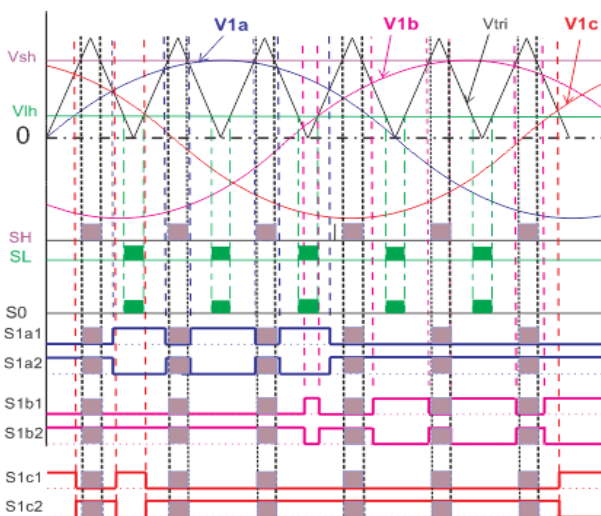 V1a
V1b
Vtri
V1c
Vsh
Vlh
0
SH
SL
S0
S1a1
S1a2
S1b1
S1b2
S1c1
S1c2